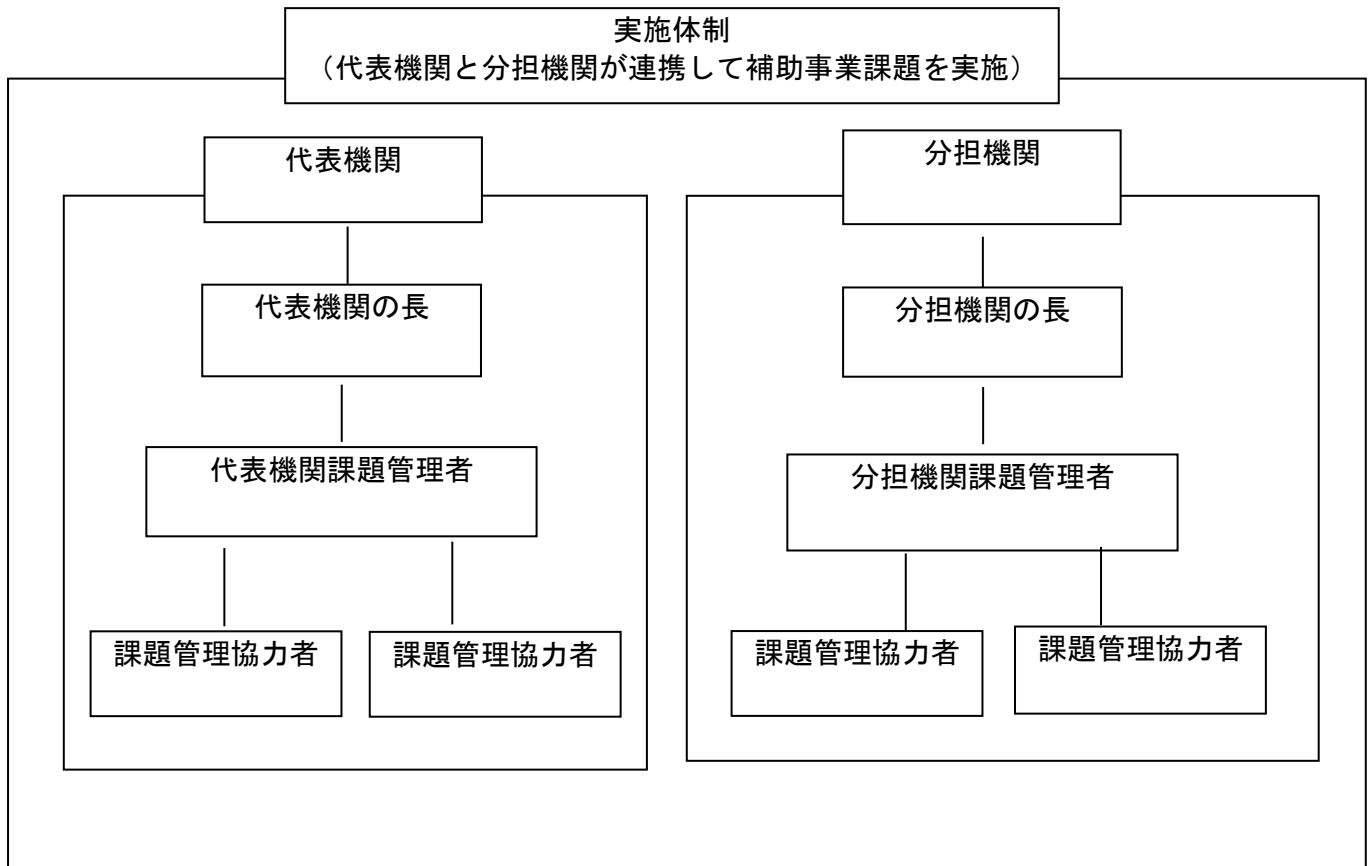 実施体制
（代表機関と分担機関が連携して補助事業課題を実施）
代表機関
代表機関の長
代表機関課題管理者
課題管理協力者
課題管理協力者
分担機関
分担機関の長
分担機関課題管理者
課題管理協力者
課題管理協力者